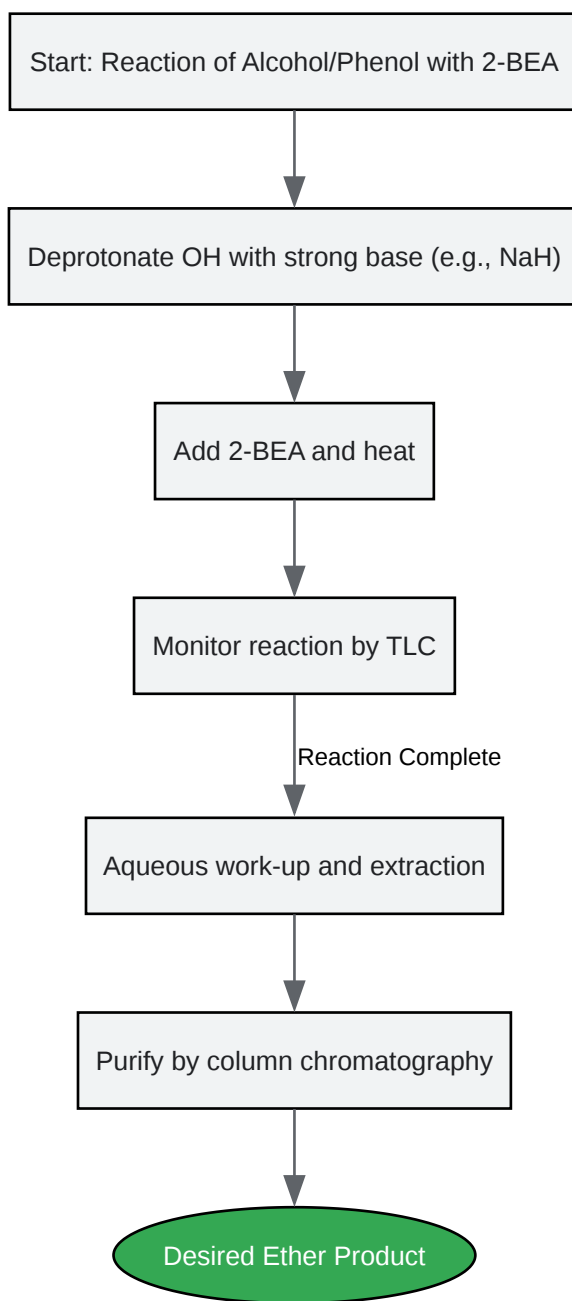 Start: Reaction of Alcohol/Phenol with 2-BEA
Deprotonate OH with strong base (e.g., NaH)
Add 2-BEA and heat
Monitor reaction by TLC
Reaction Complete
Aqueous work-up and extraction
Purify by column chromatography
Desired Ether Product